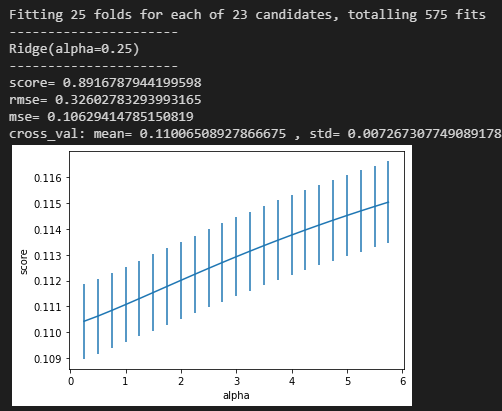 Fitting 25 folds for each of 23 candidates, totalling 575 fits
----------------------
Ridge(alpha=0.25)
----------------------
score= 0.8916787944199598
rmse= 0.32602783293993165
mse= 0.10629414785150819
cross_val: mean= 0.11006508927866675 , std= 0.007267307749089178
0.116
0.115
0.114
0.113
0.112
0.111
0.110
0.109
score
0 1 2 3 4 5 6
alpha